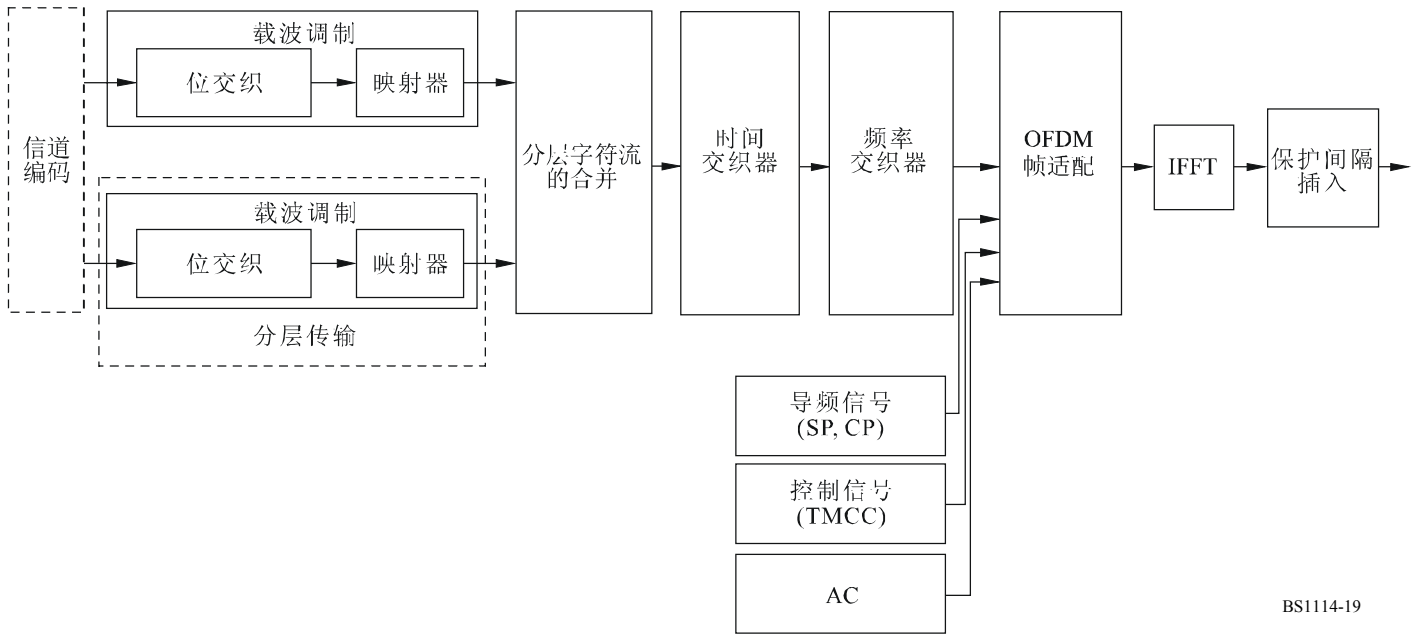 信道
编码
载波调制
位交织
映射器
载波调制
位交织
映射器
分层传输
分层字符流
的合并
时间
交织器
频率
交织器
OFDM
帧适配
IFFT
保护间隔
插入
导频信号
(SP, CP)
控制信号
(TMCC)
AC
BS1114-19